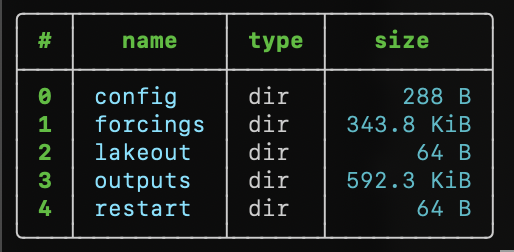 # name type size
0 config dir 288 B
1 forcings dir 343.8 KiB
2 lakeout dir 64 B
3 outputs dir 592.3 KiB
4 restart dir 64 B